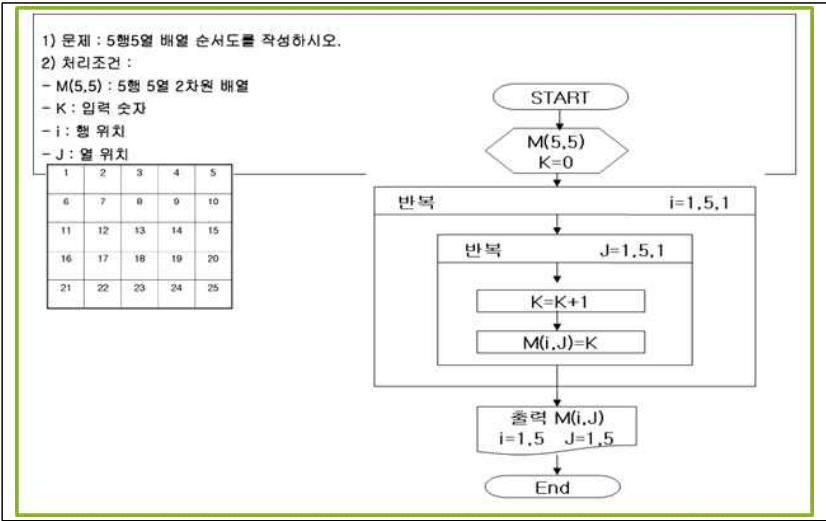 1) 문제 : 5행5열 배열 순서도를 작성하시오.
2) 처리조건 :
- M(5,5) : 5행 5열 2차원 배열
- K : 입력 숫자
- i : 행 위치
- J : 열 위치
1 2 3 4 5
6 7 8 9 10
11 12 13 14 15
16 17 18 19 20
21 22 23 24 25
START
M(5,5)
K=0
반복 i=1,5,1
반복 J=1,5,1
K=K+1
M(i,J)=K
출력 M(i,J)
i=1,5 J=1,5
End